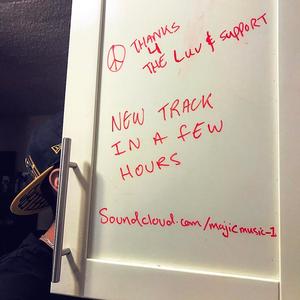 THANKS
4
THE LUV & SUPPORT
NEW TRACK
IN A FEW
HOURS
Soundcloud.com/majicmusic-1